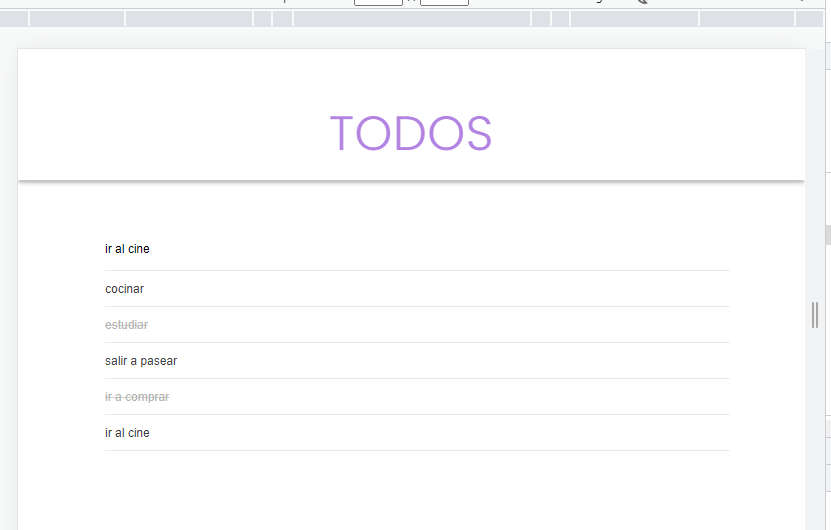 TODOS
ir al cine
cocinar
estudiar
salir a pasear
ir a comprar
ir al cine